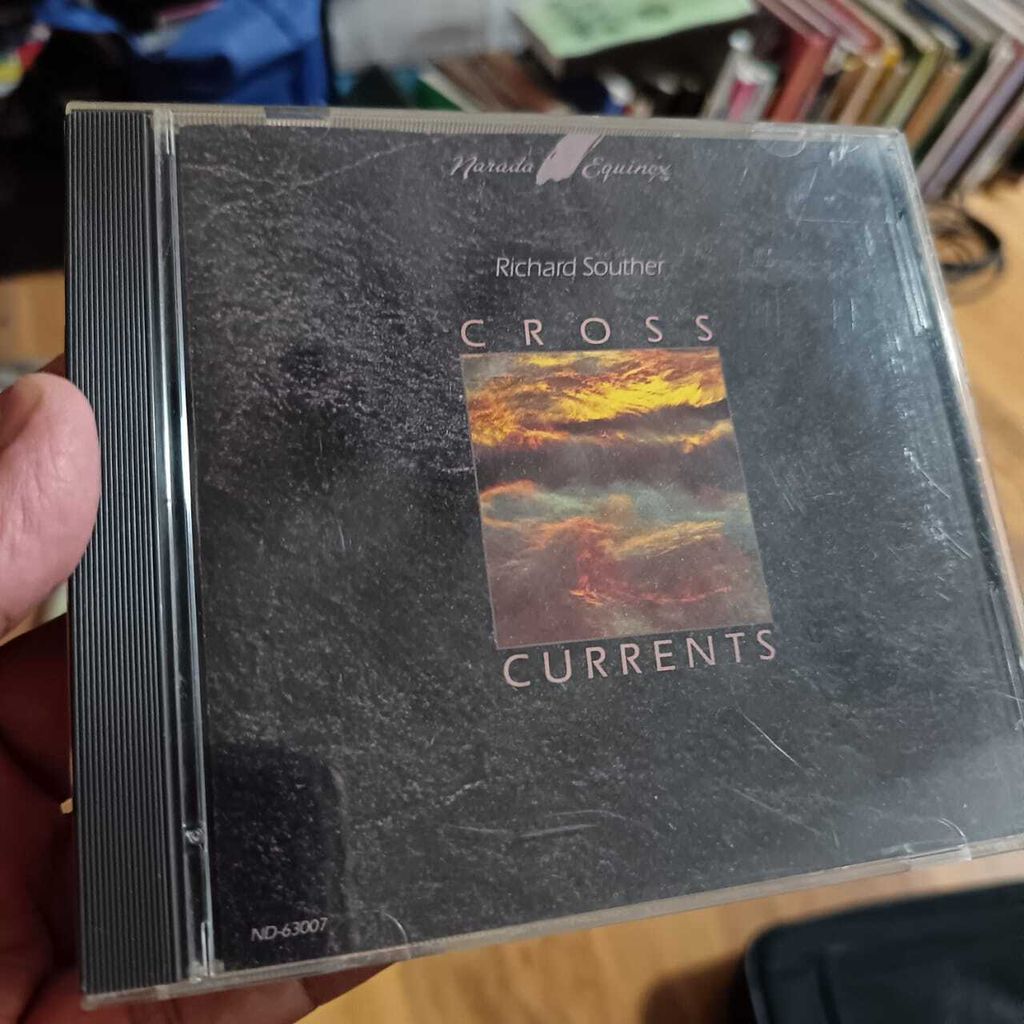 Narada Equinox
Richard Souther
CROSS
CURRENTS
ND-63007